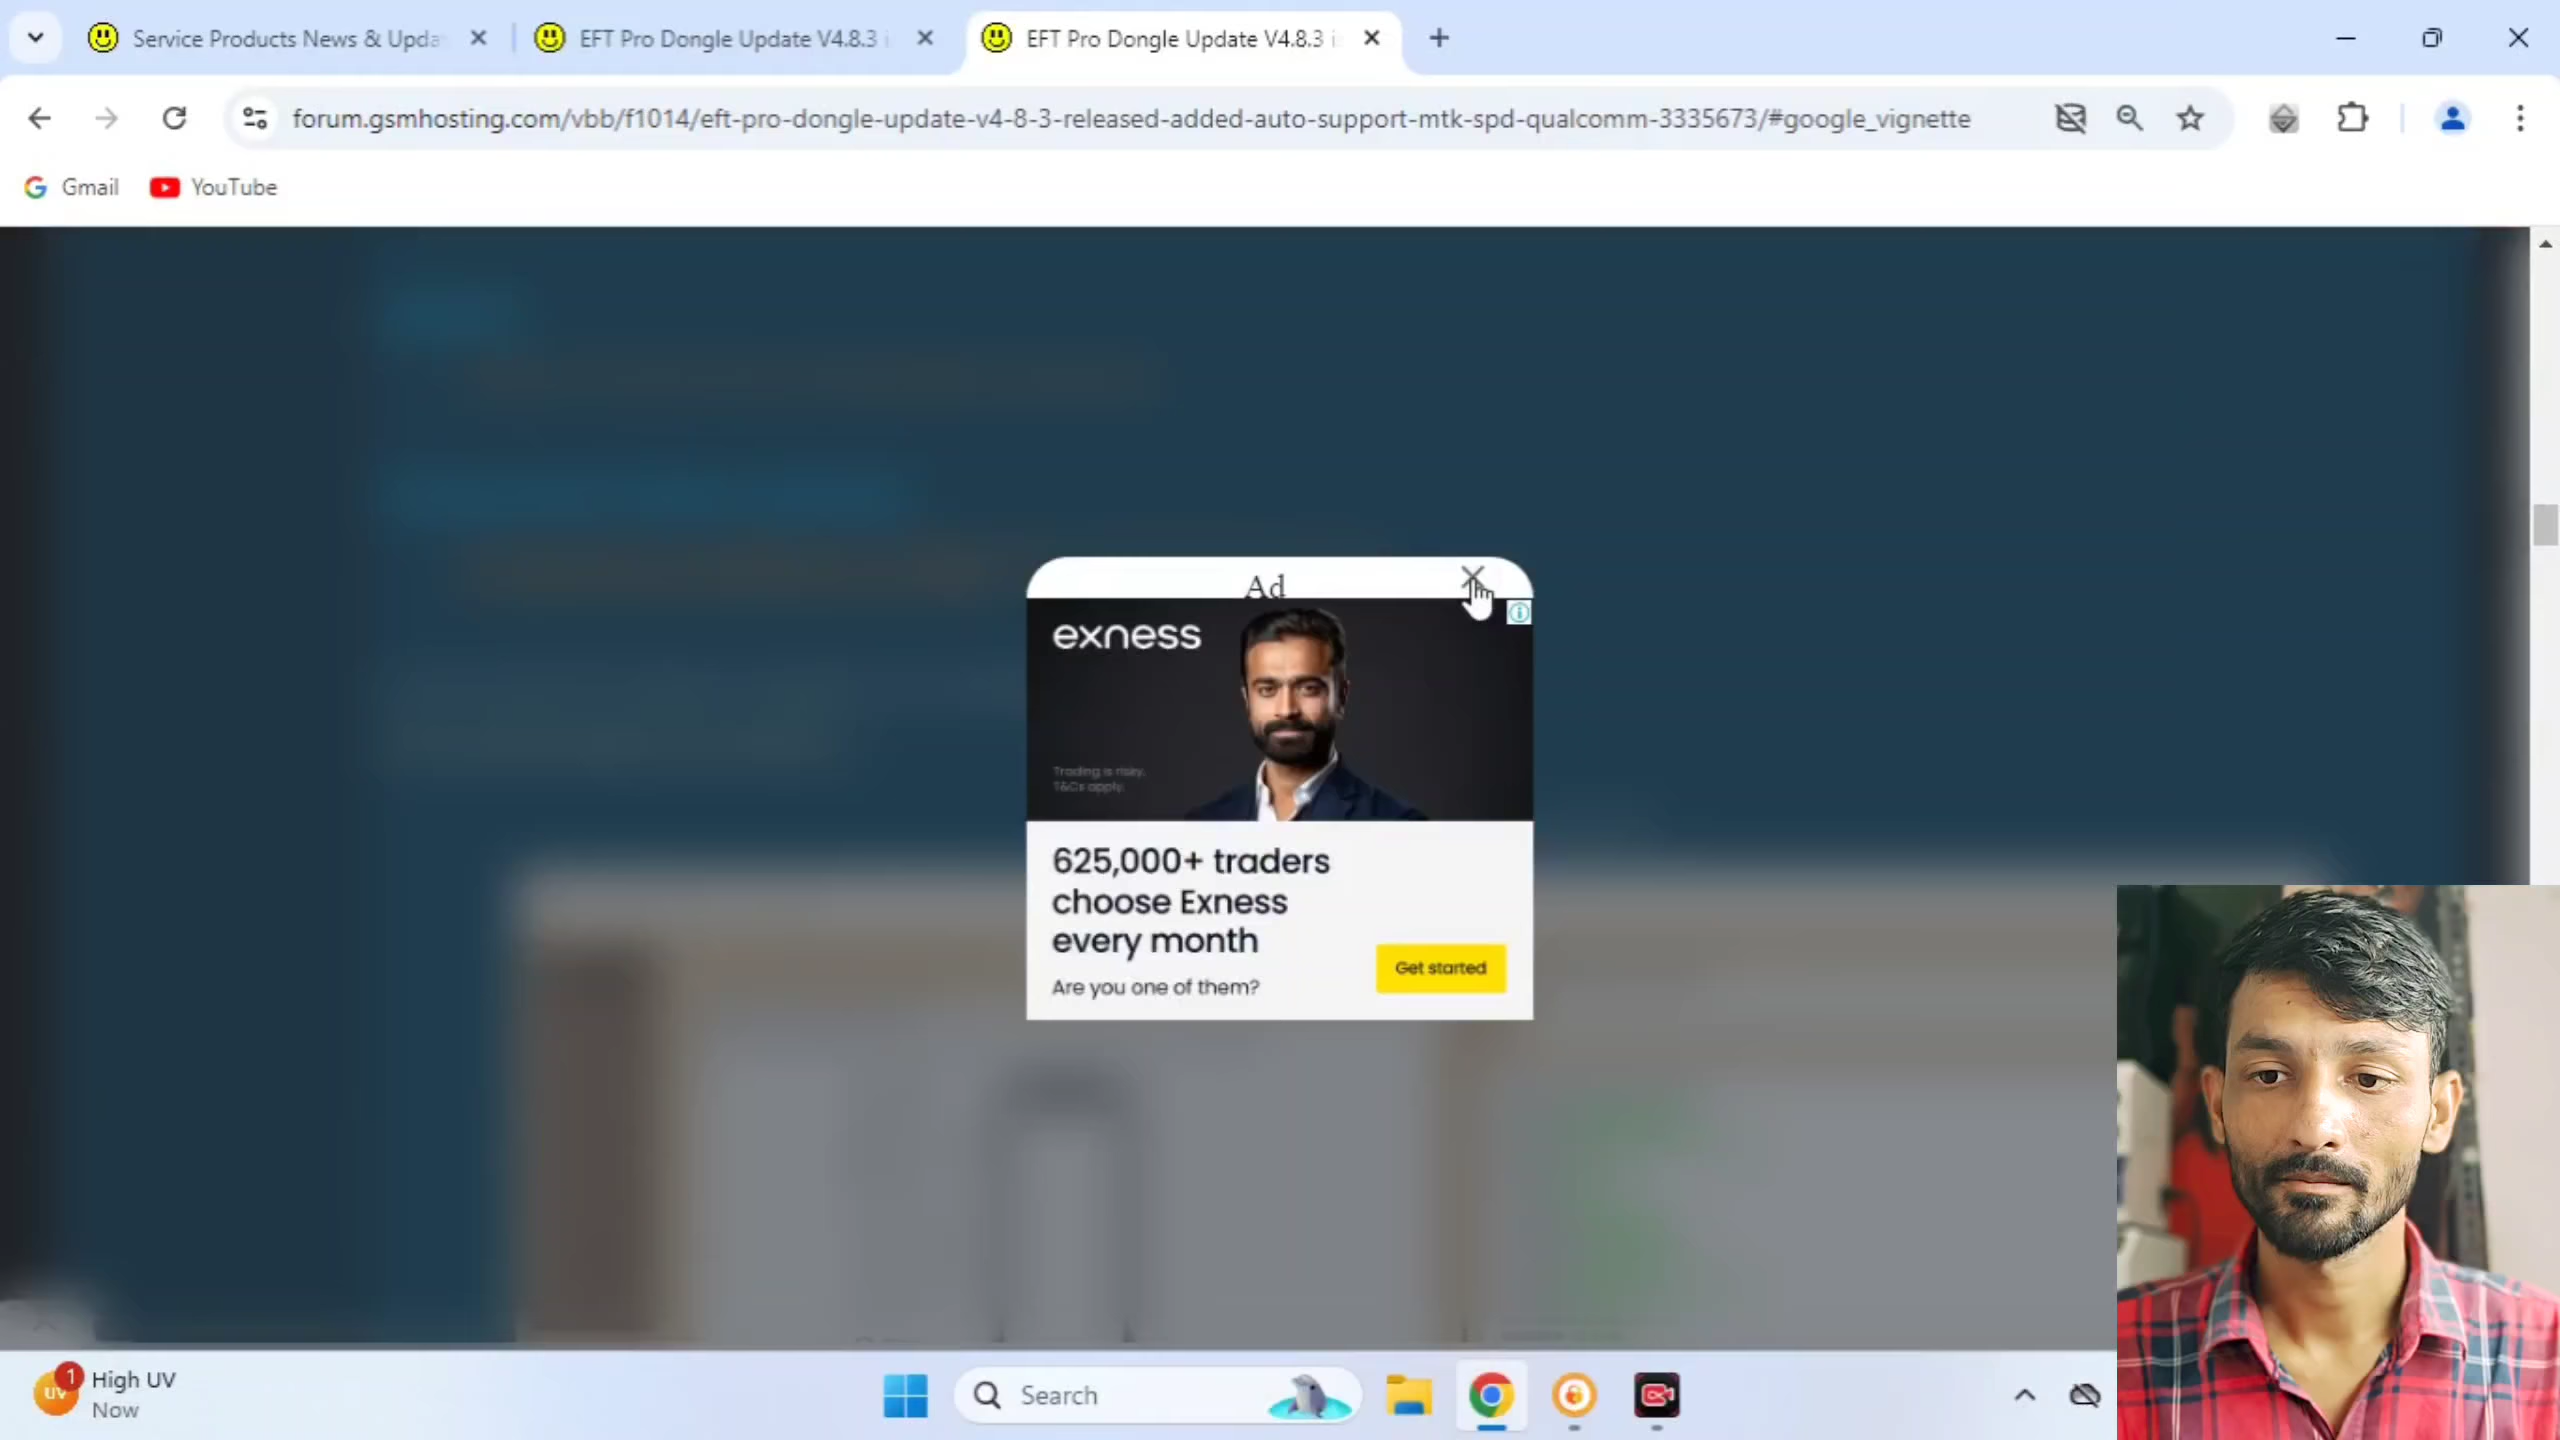 Service Products News & Upda
EFT Pro Dongle Update V4.8.3 i
EFT Pro Dongle Update V4.8.3 i
forum.gsmhosting.com/vbb/f1014/eft-pro-dongle-update-v4-8-3-released-added-auto-support-mtk-spd-qualcomm-3335673/#google_vignette
Gmail
YouTube
Ad
exness
Trading is risky.
T&Cs apply.
625,000+ traders
choose Exness
every month
Are you one of them?
Get started
1
UV
High UV
Now
Search